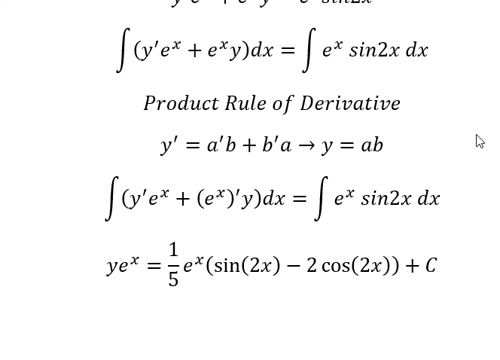 ∫(y'eˣ + eˣy)dx = ∫ eˣ sin2x dx
Product Rule of Derivative
y' = a'b + b'a → y = ab
∫(y'eˣ + (eˣ)'y)dx = ∫ eˣ sin2x dx
yeˣ = 1/5 eˣ(sin(2x) − 2 cos(2x)) + C